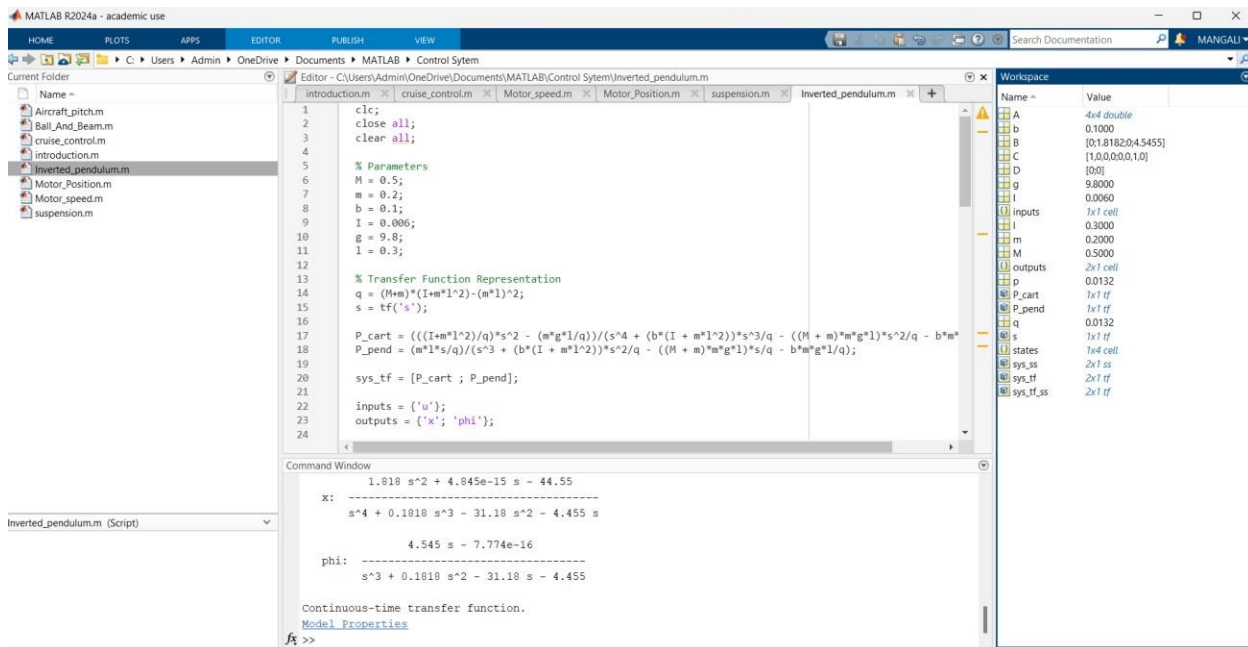 MATLAB R2024a - academic use
HOME PLOTS APPS EDITOR PUBLISH VIEW Search Documentation MANGALI
C: Users Admin OneDrive Documents MATLAB Control Sytem
Current Folder
Name
Aircraft_pitch.m
Ball_And_Beam.m
cruise_control.m
introduction.m
Inverted_pendulum.m
Motor_Position.m
Motor_speed.m
suspension.m
Inverted_pendulum.m (Script)
Editor - C:\Users\Admin\OneDrive\Documents\MATLAB\Control Sytem\Inverted_pendulum.m
introduction.m cruise_control.m Motor_speed.m Motor_Position.m suspension.m Inverted_pendulum.m
1 clc;
2 close all;
3 clear all;
4
5 % Parameters
6 M = 0.5;
7 m = 0.2;
8 b = 0.1;
9 I = 0.006;
10 g = 9.8;
11 l = 0.3;
12
13 % Transfer Function Representation
14 q = (M+m)*(I+m*l^2)-(m*l)^2;
15 s = tf('s');
16
17 P_cart = (((I+m*l^2)/q)*s^2 - (m*g*l/q))/(s^4 + (b*(I + m*l^2))*s^3/q - ((M + m)*m*g*l)*s^2/q - b*m*
18 P_pend = (m*l*s/q)/(s^3 + (b*(I + m*l^2))*s^2/q - ((M + m)*m*g*l)*s/q - b*m*g*l/q);
19
20 sys_tf = [P_cart ; P_pend];
21
22 inputs = {'u'};
23 outputs = {'x'; 'phi'};
24
Command Window
1.818 s^2 + 4.845e-15 s - 44.55
x: --------------------------------------
s^4 + 0.1818 s^3 - 31.18 s^2 - 4.455 s
4.545 s - 7.774e-16
phi: ----------------------------------
s^3 + 0.1818 s^2 - 31.18 s - 4.455
Continuous-time transfer function.
Model Properties
fx >>
Workspace
Name Value
A 4x4 double
b 0.1000
B [0;1.8182;0;4.5455]
C [1,0,0,0;0,0,1,0]
D [0;0]
g 9.8000
I 0.0060
inputs 1x1 cell
l 0.3000
m 0.2000
M 0.5000
outputs 2x1 cell
p 0.0132
P_cart 1x1 tf
P_pend 1x1 tf
q 0.0132
s 1x1 tf
states 1x4 cell
sys_ss 2x1 ss
sys_tf 2x1 tf
sys_tf_ss 2x1 tf